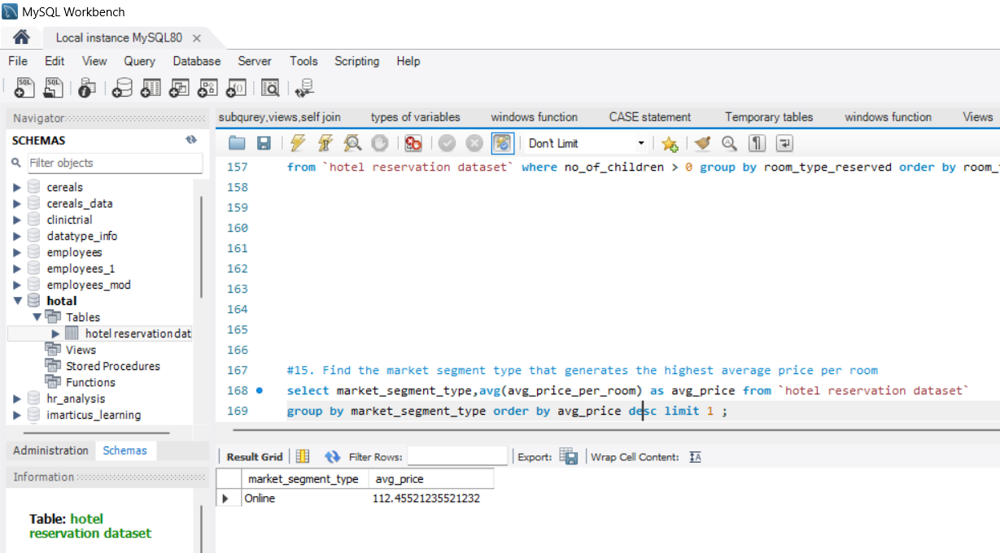 MySQL Workbench
Local instance MySQL80
File Edit View Query Database Server Tools Scripting Help
Navigator
SCHEMAS
Filter objects
cereals
cereals_data
clinictrial
datatype_info
employees
employees_1
employees_mod
hotal
Tables
hotel reservation dat
Views
Stored Procedures
Functions
hr_analysis
imarticus_learning
Administration Schemas
Information
Table: hotel
reservation dataset
subqurey,views,self join types of variables windows function CASE statement Temporary tables windows function Views
Don't Limit
157 from `hotel reservation dataset` where no_of_children > 0 group by room_type_reserved order by room_
158
159
160
161
162
163
164
165
166
167 #15. Find the market segment type that generates the highest average price per room
168 select market_segment_type,avg(avg_price_per_room) as avg_price from `hotel reservation dataset`
169 group by market_segment_type order by avg_price desc limit 1 ;
Result Grid Filter Rows: Export: Wrap Cell Content:
market_segment_type avg_price
Online 112.45521235521232